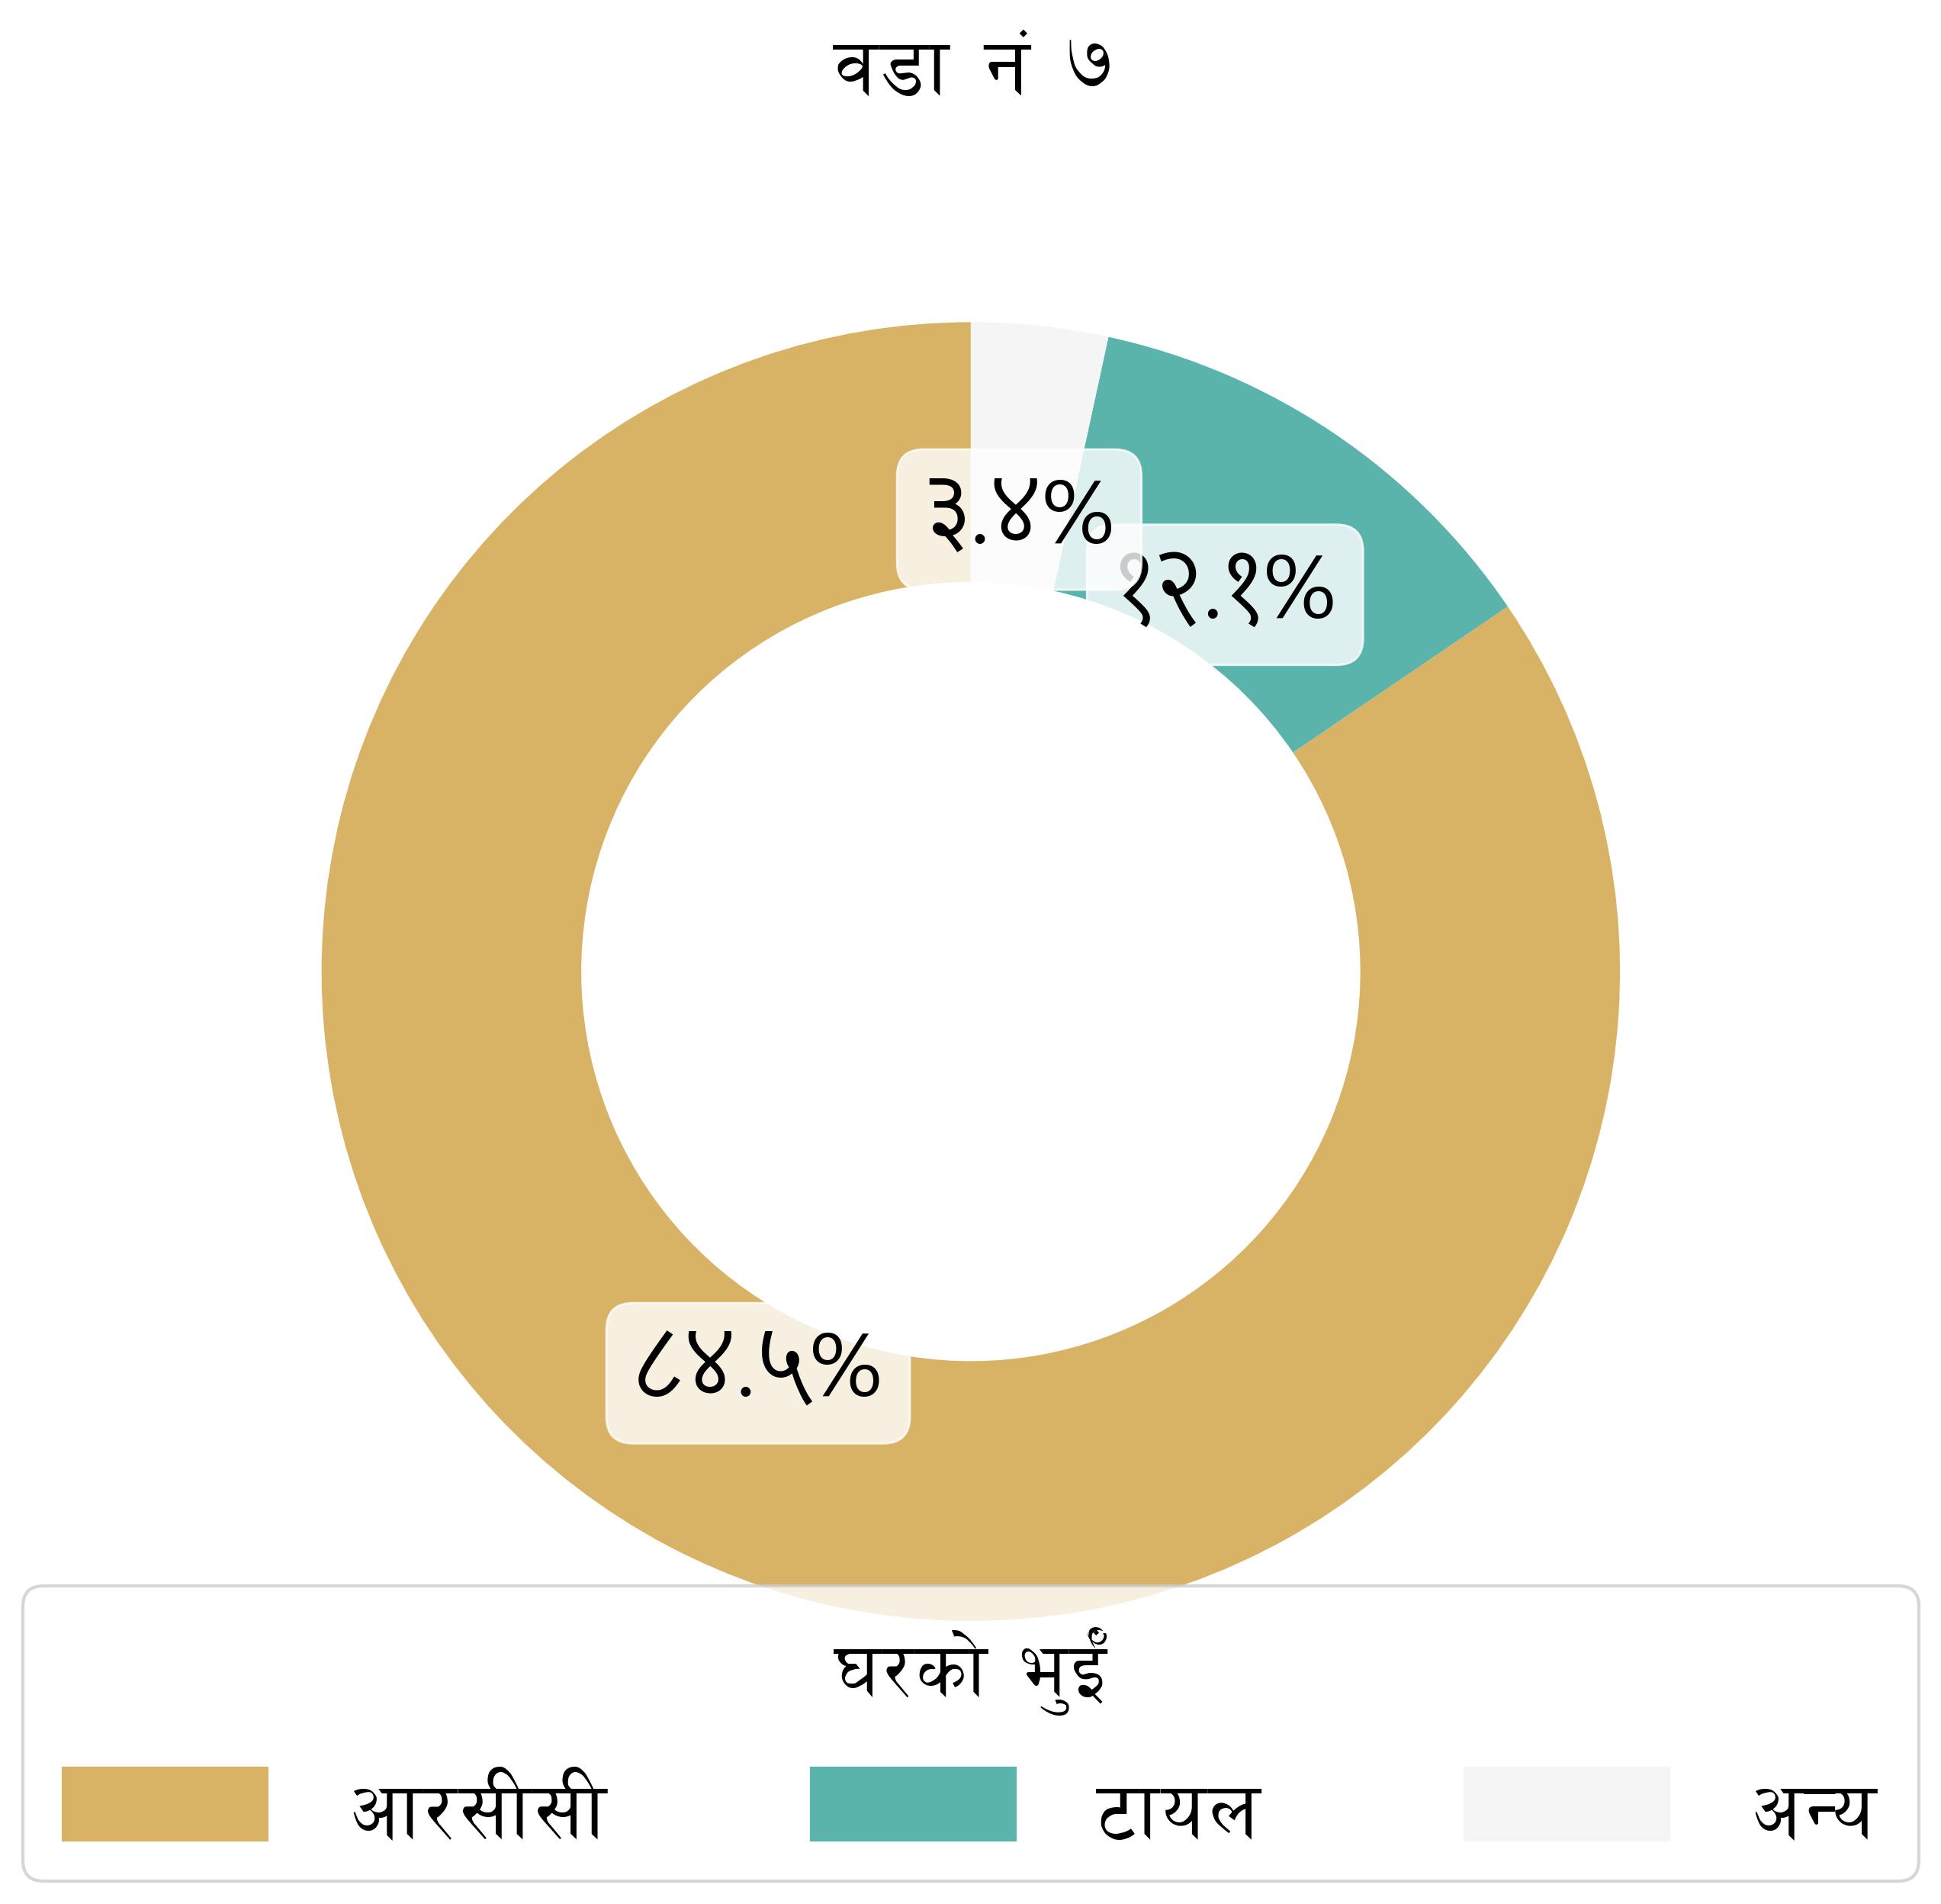 वडा नं ७
३.४%
१२.१%
८४.५%
घरको भुइँ
आरसीसी टायल अन्य